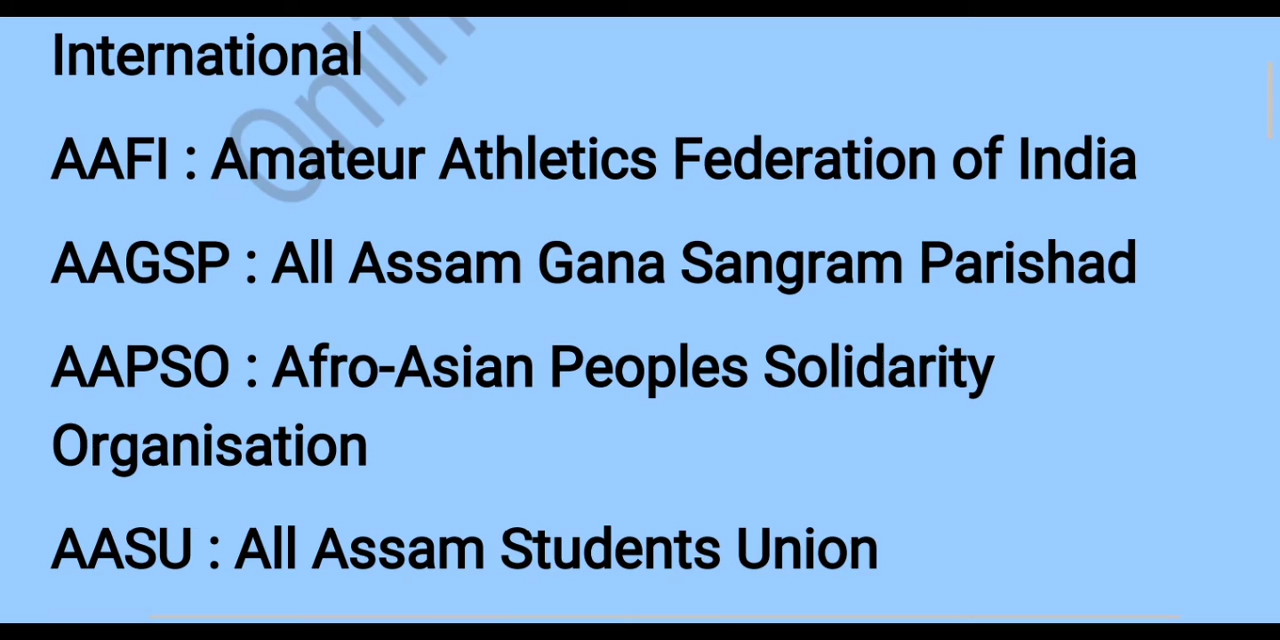 International
AAFI : Amateur Athletics Federation of India
AAGSP : All Assam Gana Sangram Parishad
AAPSO : Afro-Asian Peoples Solidarity
Organisation
AASU : All Assam Students Union